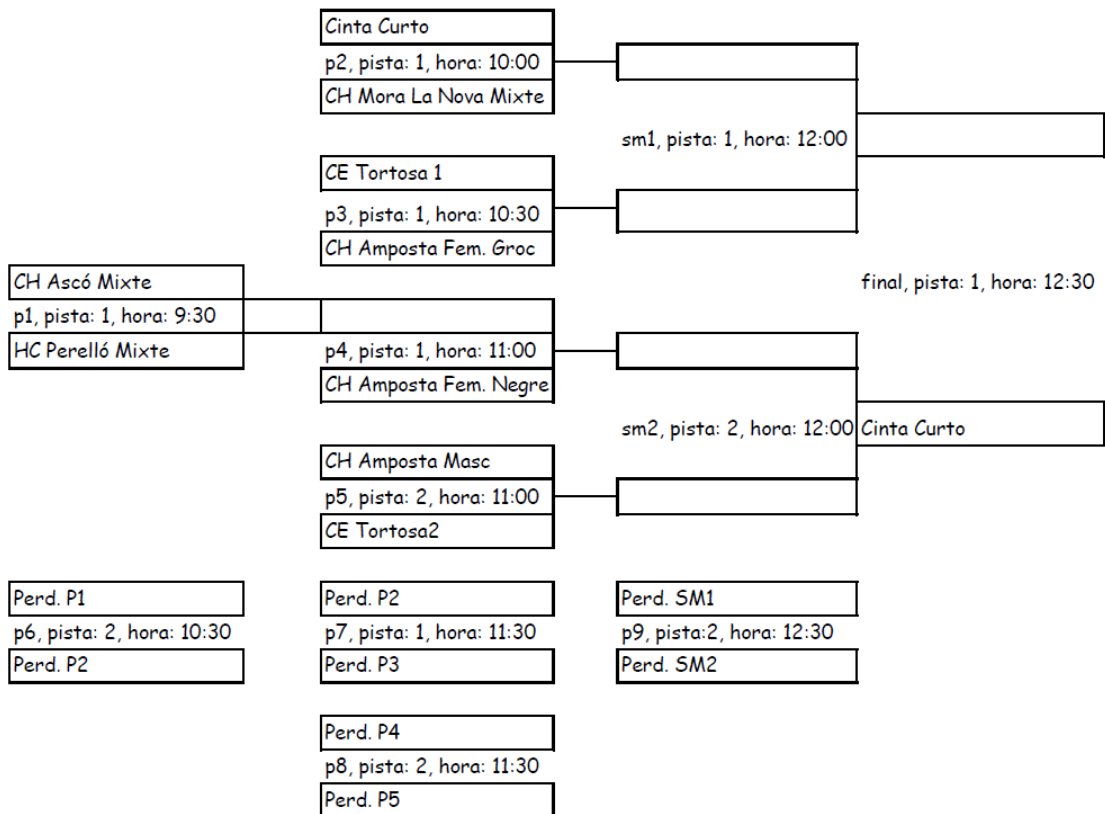 Cinta Curto
p2, pista: 1, hora: 10:00
CH Mora La Nova Mixte
sm1, pista: 1, hora: 12:00
CE Tortosa 1
p3, pista: 1, hora: 10:30
CH Amposta Fem. Groc
CH Ascó Mixte
final, pista: 1, hora: 12:30
p1, pista: 1, hora: 9:30
HC Perelló Mixte
p4, pista: 1, hora: 11:00
CH Amposta Fem. Negre
sm2, pista: 2, hora: 12:00
Cinta Curto
CH Amposta Masc
p5, pista: 2, hora: 11:00
CE Tortosa2
Perd. P1
p6, pista: 2, hora: 10:30
Perd. P2
Perd. P2
p7, pista: 1, hora: 11:30
Perd. P3
Perd. SM1
p9, pista:2, hora: 12:30
Perd. SM2
Perd. P4
p8, pista: 2, hora: 11:30
Perd. P5